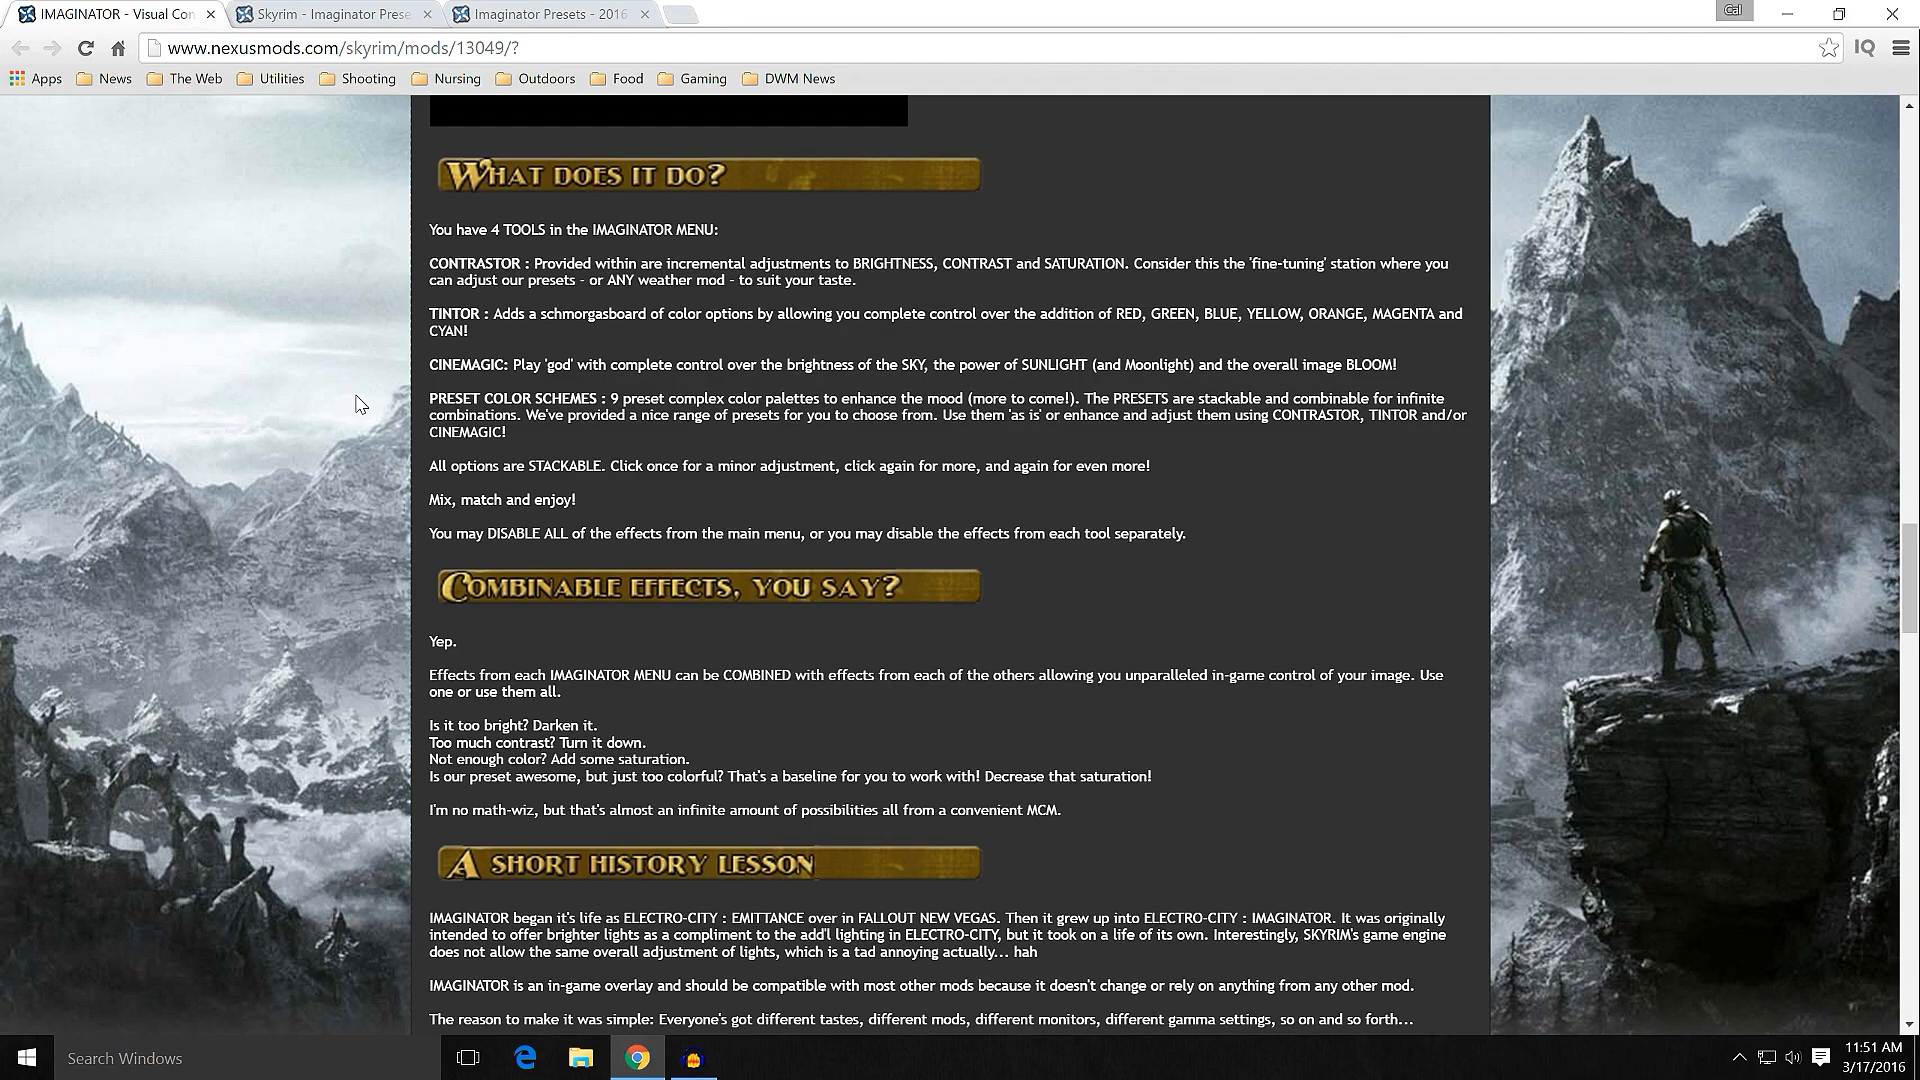 IMAGINATOR - Visual Con
Skyrim - Imaginator Prese
Imaginator Presets - 2016
Cal
www.nexusmods.com/skyrim/mods/13049/?
IQ
Apps
News
The Web
Utilities
Shooting
Nursing
Outdoors
Food
Gaming
DWM News
WHAT DOES IT DO?
You have 4 TOOLS in the IMAGINATOR MENU:
CONTRASTOR : Provided within are incremental adjustments to BRIGHTNESS, CONTRAST and SATURATION. Consider this the 'fine-tuning' station where you
can adjust our presets - or ANY weather mod - to suit your taste.
TINTOR : Adds a schmorgasboard of color options by allowing you complete control over the addition of RED, GREEN, BLUE, YELLOW, ORANGE, MAGENTA and
CYAN!
CINEMAGIC: Play 'god' with complete control over the brightness of the SKY, the power of SUNLIGHT (and Moonlight) and the overall image BLOOM!
PRESET COLOR SCHEMES : 9 preset complex color palettes to enhance the mood (more to come!). The PRESETS are stackable and combinable for infinite
combinations. We've provided a nice range of presets for you to choose from. Use them 'as is' or enhance and adjust them using CONTRASTOR, TINTOR and/or
CINEMAGIC!
All options are STACKABLE. Click once for a minor adjustment, click again for more, and again for even more!
Mix, match and enjoy!
You may DISABLE ALL of the effects from the main menu, or you may disable the effects from each tool separately.
COMBINABLE EFFECTS, YOU SAY?
Yep.
Effects from each IMAGINATOR MENU can be COMBINED with effects from each of the others allowing you unparalleled in-game control of your image. Use
one or use them all.
Is it too bright? Darken it.
Too much contrast? Turn it down.
Not enough color? Add some saturation.
Is our preset awesome, but just too colorful? That's a baseline for you to work with! Decrease that saturation!
I'm no math-wiz, but that's almost an infinite amount of possibilities all from a convenient MCM.
A SHORT HISTORY LESSON
IMAGINATOR began it's life as ELECTRO-CITY : EMITTANCE over in FALLOUT NEW VEGAS. Then it grew up into ELECTRO-CITY : IMAGINATOR. It was originally
intended to offer brighter lights as a compliment to the add'l lighting in ELECTRO-CITY, but it took on a life of its own. Interestingly, SKYRIM's game engine
does not allow the same overall adjustment of lights, which is a tad annoying actually... hah
IMAGINATOR is an in-game overlay and should be compatible with most other mods because it doesn't change or rely on anything from any other mod.
The reason to make it was simple: Everyone's got different tastes, different mods, different monitors, different gamma settings, so on and so forth...
Search Windows
11:51 AM
3/17/2016